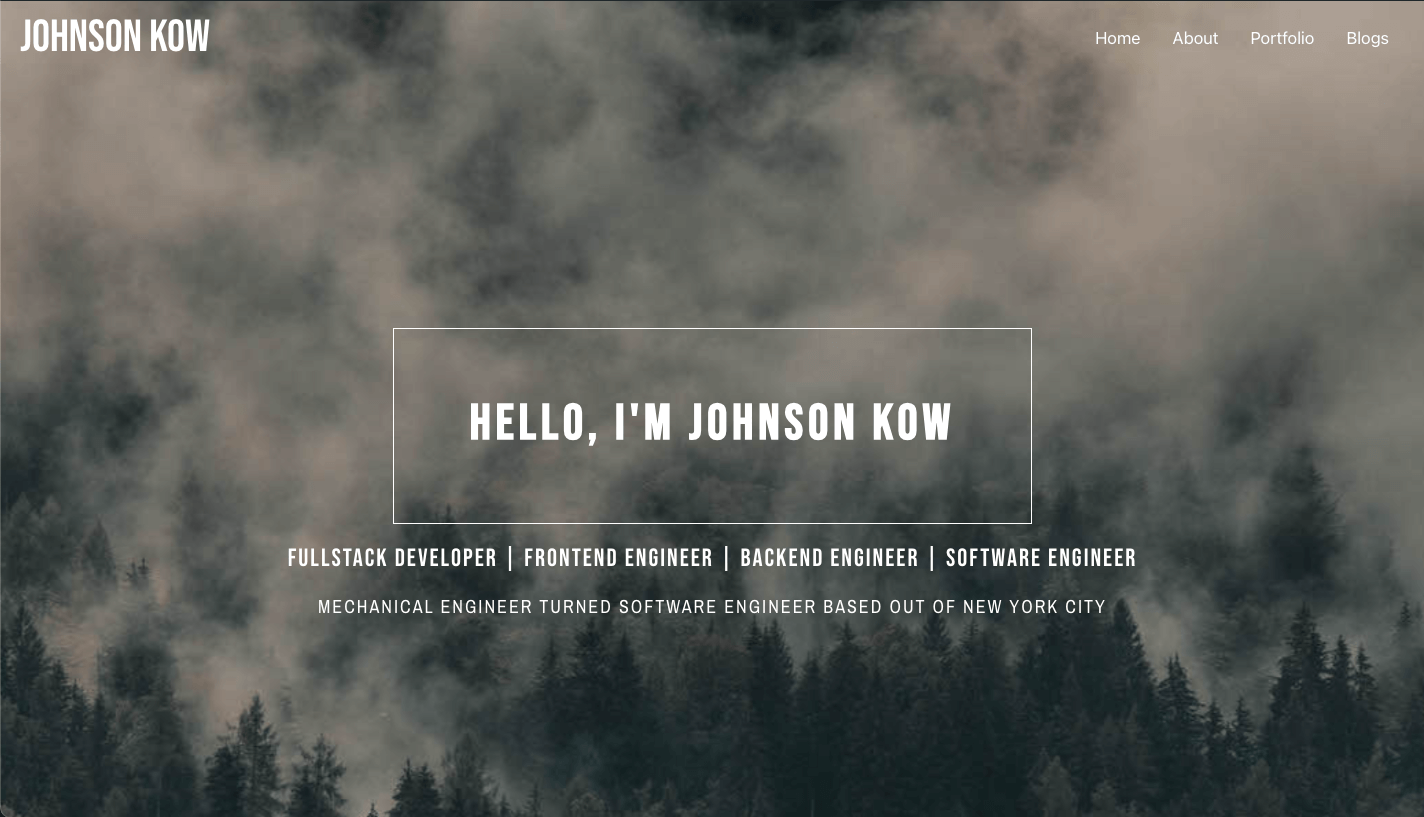 JOHNSON KOW
Home About Portfolio Blogs
HELLO, I'M JOHNSON KOW
FULLSTACK DEVELOPER | FRONTEND ENGINEER | BACKEND ENGINEER | SOFTWARE ENGINEER
MECHANICAL ENGINEER TURNED SOFTWARE ENGINEER BASED OUT OF NEW YORK CITY